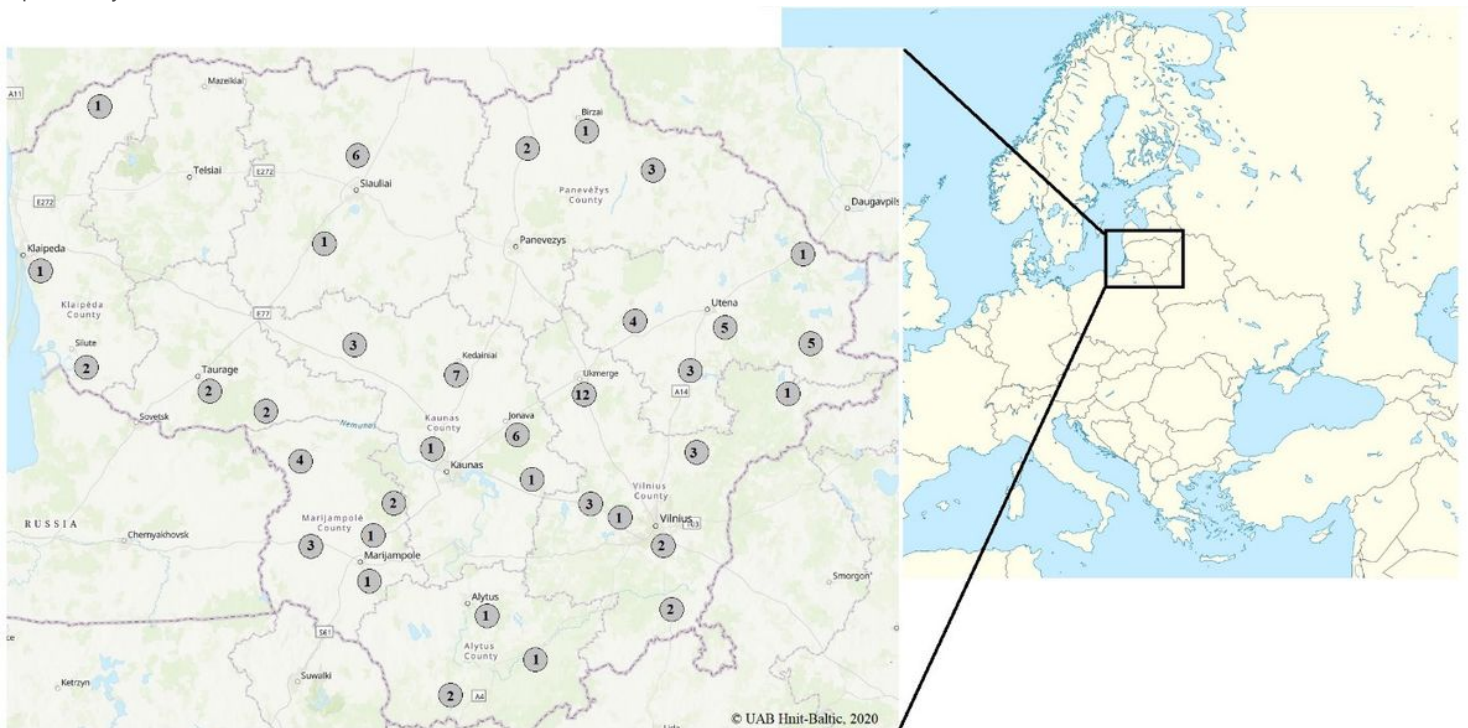 Mazeikiai
A11
1
Birzai
1
2
6
3
Telsiai
E272
Siauliai
Panevėžys
County
E272
Daugavpils
1
Panevezys
Klaipeda
1
1
Klaipėda
County
Utena
E77
4
5
Silute
3
5
Kedainiai
2
Taurage
7
Ukmerge
3
2
12
A14
1
2
Sovetsk
Nemunas
Kaunas
County
Jonava
6
1
3
4
Kaunas
1
Vilnius
County
2
3
1
Vilnius
RUSSIA
Marijampolė
County
Chernyakhovsk
1
3
2
Marijampole
1
Smorgon'
Alytus
1
2
S61
Alytus
County
1
Suwalki
Ketrzyn
2
A4
© UAB Hnit-Baltic, 2020